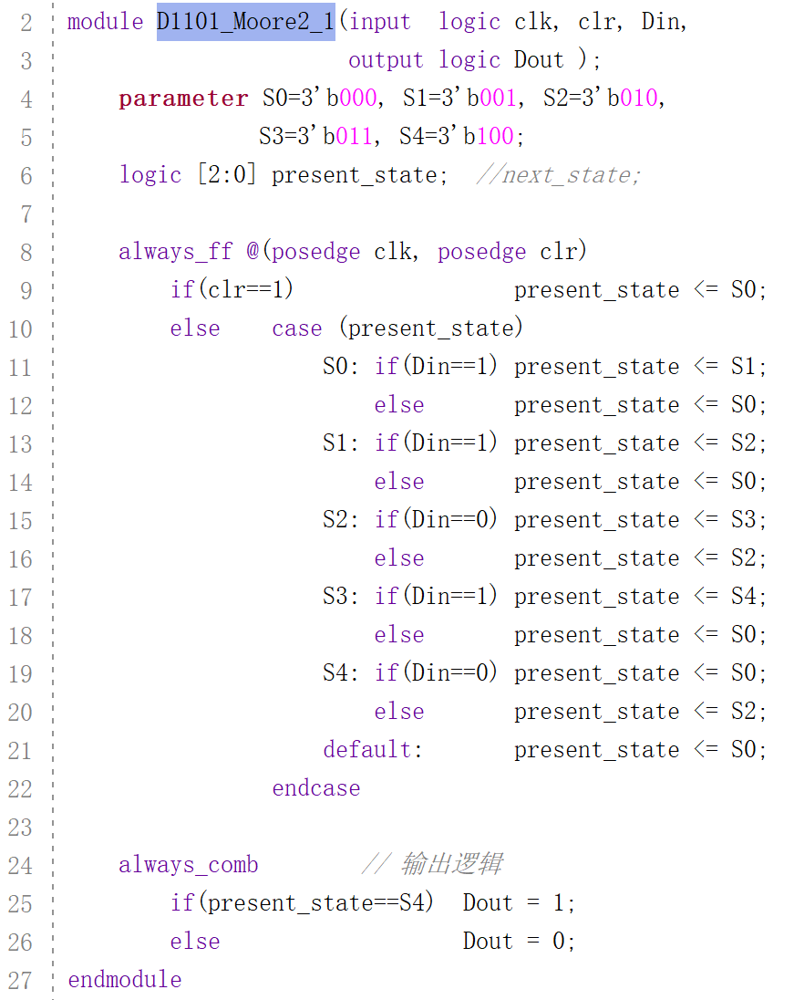 2 module D1101_Moore2_1(input  logic clk, clr, Din,
3                       output logic Dout );
4     parameter S0=3'b000, S1=3'b001, S2=3'b010,
5                S3=3'b011, S4=3'b100;
6     logic [2:0] present_state;  //next_state;
7
8     always_ff @(posedge clk, posedge clr)
9         if(clr==1)                 present_state <= S0;
10         else    case (present_state)
11                     S0: if(Din==1) present_state <= S1;
12                         else       present_state <= S0;
13                     S1: if(Din==1) present_state <= S2;
14                         else       present_state <= S0;
15                     S2: if(Din==0) present_state <= S3;
16                         else       present_state <= S2;
17                     S3: if(Din==1) present_state <= S4;
18                         else       present_state <= S0;
19                     S4: if(Din==0) present_state <= S0;
20                         else       present_state <= S2;
21                     default:       present_state <= S0;
22                 endcase
23
24     always_comb        // 输出逻辑
25         if(present_state==S4)  Dout = 1;
26         else                   Dout = 0;
27 endmodule